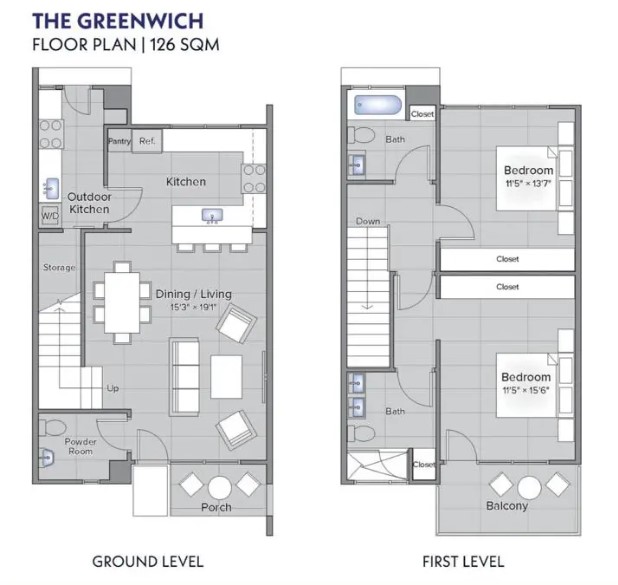 THE GREENWICH
FLOOR PLAN | 126 SQM
Pantry
Ref.
Kitchen
Outdoor
Kitchen
W/D
Storage
Dining / Living
15'3" × 19'1"
Up
Powder
Room
Porch
GROUND LEVEL
Closet
Bath
Bedroom
11'5" × 13'7"
Down
Closet
Closet
Bedroom
11'5" × 15'6"
Bath
Closet
Balcony
FIRST LEVEL